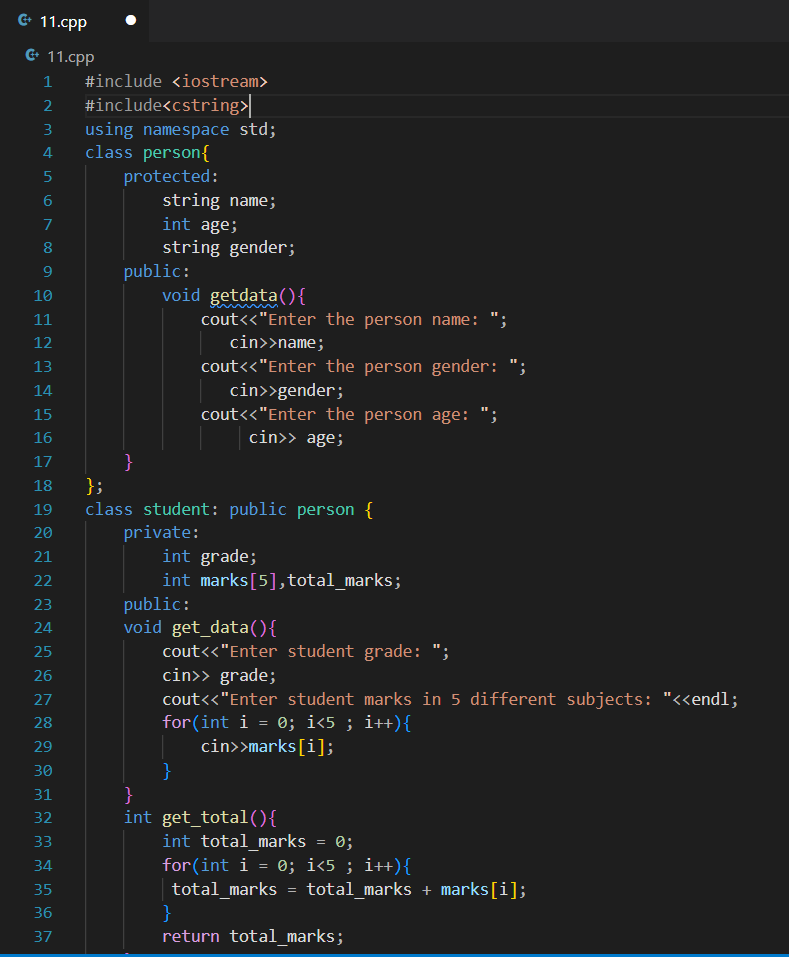 11.cpp
11.cpp
1 #include <iostream>
2 #include<cstring>
3 using namespace std;
4 class person{
5 protected:
6 string name;
7 int age;
8 string gender;
9 public:
10 void getdata(){
11 cout<<"Enter the person name: ";
12 cin>>name;
13 cout<<"Enter the person gender: ";
14 cin>>gender;
15 cout<<"Enter the person age: ";
16 cin>> age;
17 }
18 };
19 class student: public person {
20 private:
21 int grade;
22 int marks[5],total_marks;
23 public:
24 void get_data(){
25 cout<<"Enter student grade: ";
26 cin>> grade;
27 cout<<"Enter student marks in 5 different subjects: "<<endl;
28 for(int i = 0; i<5 ; i++){
29 cin>>marks[i];
30 }
31 }
32 int get_total(){
33 int total_marks = 0;
34 for(int i = 0; i<5 ; i++){
35 total_marks = total_marks + marks[i];
36 }
37 return total_marks;